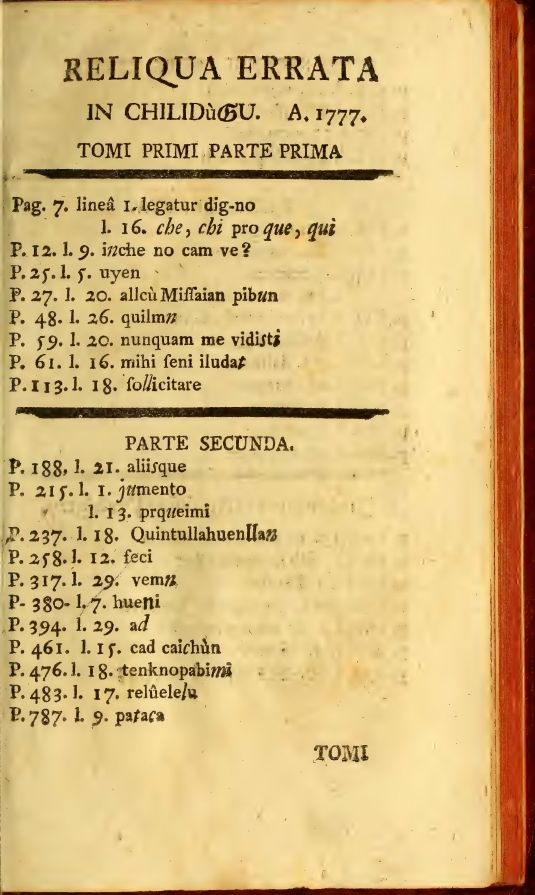 RELIQUA ERRATA
IN CHILIDùGU. A. 1777.
TOMI PRIMI PARTE PRIMA
Pag. 7. lineâ 1. legatur dig-no
l. 16. che, chi pro que, qui
P. 12. l. 9. inche no cam ve?
P. 25. l. 5. uyen
P. 27. l. 20. allcù Miſſaian pibun
P. 48. l. 26. quilmn
P. 59. l. 20. nunquam me vidisti
P. 61. l. 16. mihi ſeni iludat
P. 113. l. 18. ſollicitare
PARTE SECUNDA.
P. 188, l. 21. aliisque
P. 215. l. 1. jumento
l. 13. prqueimi
P. 237. l. 18. Quintullahuenllan
P. 258. l. 12. feci
P. 317. l. 29. vemn
P- 380- l. 7. hueni
P. 394. l. 29. ad
P. 461. l. 15. cad caichùn
P. 476. l. 18. tenknopabimi
P. 483. l. 17. relûelelu
P. 787. l. 9. pataca
TOMI